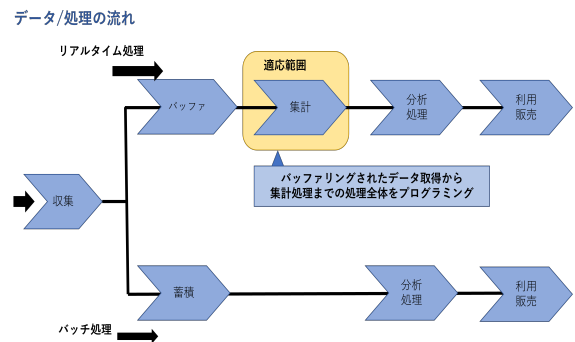 データ/処理の流れ
リアルタイム処理
適応範囲
バッファ
集計
分析
処理
利用
販売
バッファリングされたデータ取得から
集計処理までの処理全体をプログラミング
収集
蓄積
分析
処理
利用
販売
バッチ処理